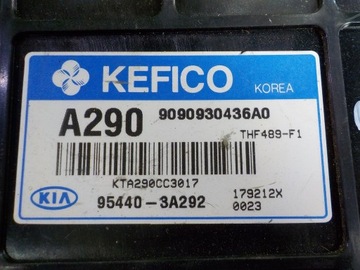 KEFICO KOREA
A290 9090930436A0
THF489-F1
KTA290CC3017
KIA 95440-3A292 179212X
0023